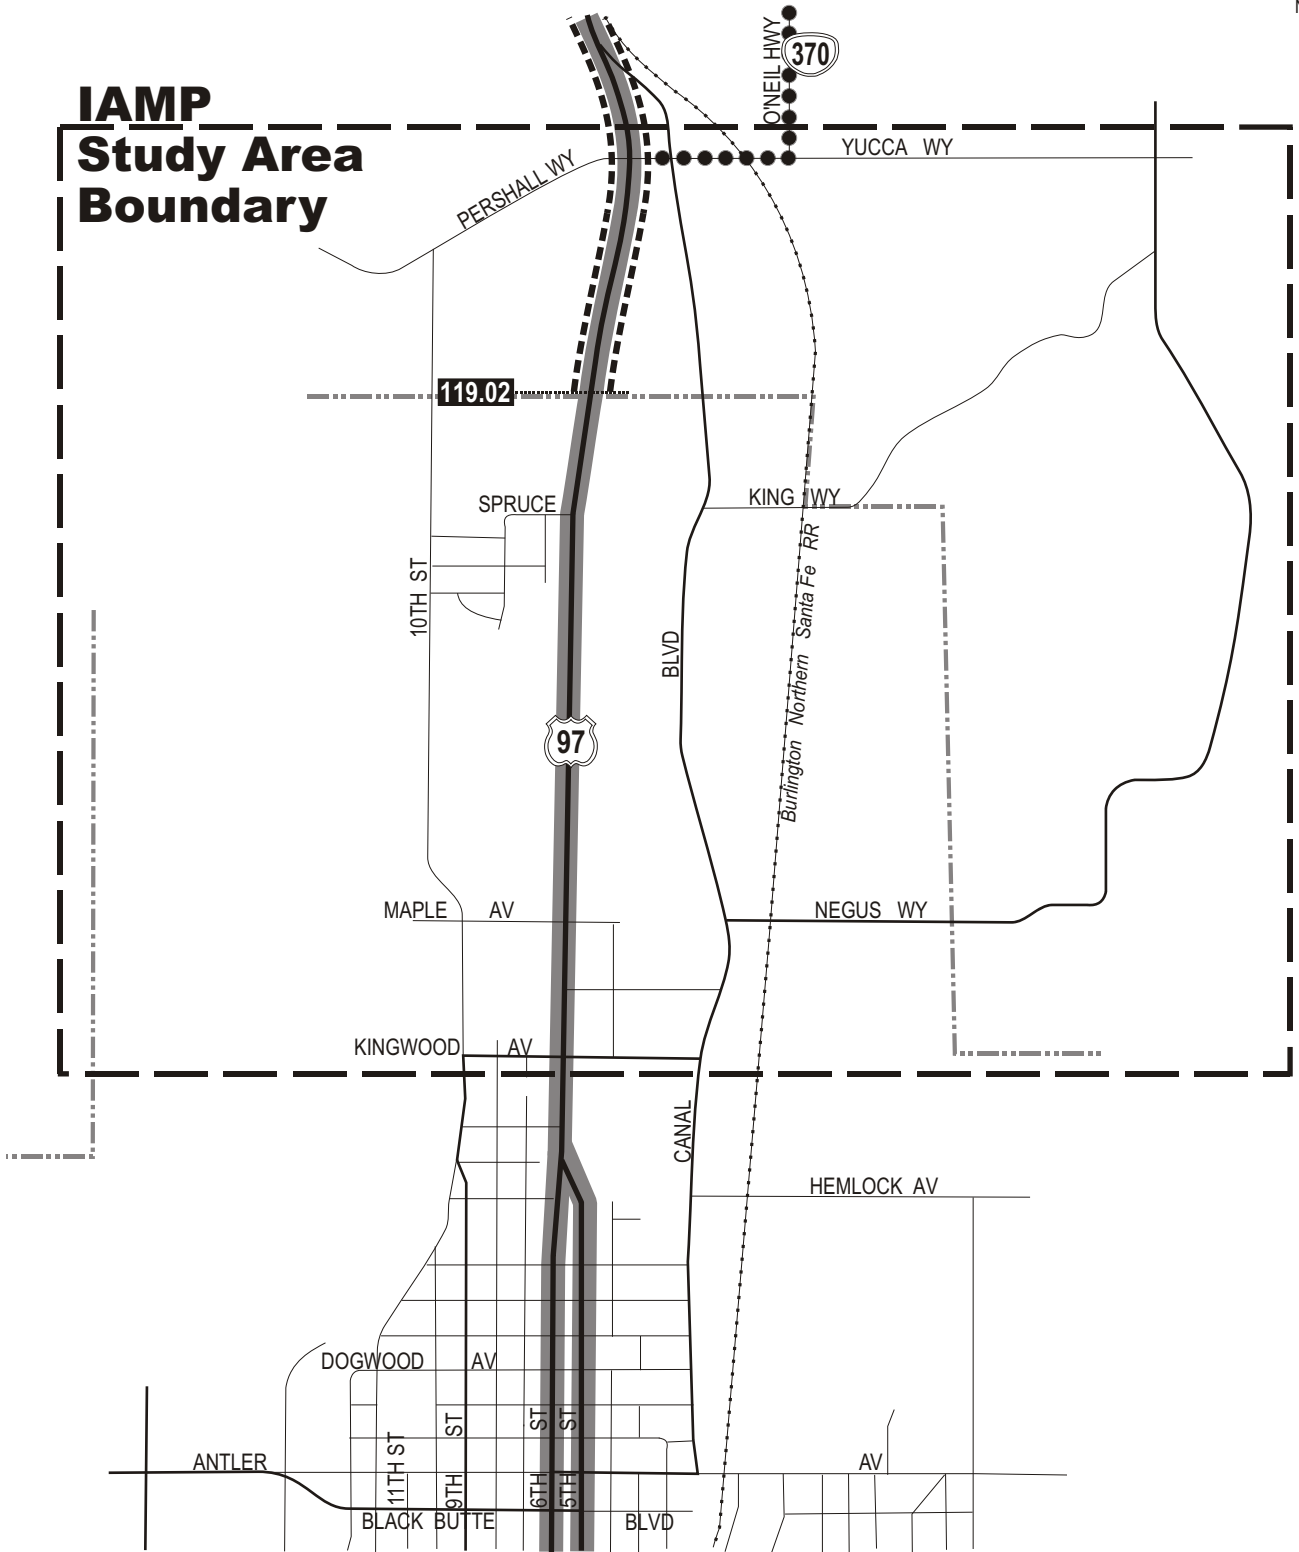 O'NEIL HWY
370
IAMP
Study Area
Boundary
YUCCA WY
PERSHALL WY
119.02
SPRUCE
KING WY
10TH ST
BLVD
Burlington Northern Santa Fe RR
97
MAPLE AV
NEGUS WY
KINGWOOD AV
CANAL
HEMLOCK AV
DOGWOOD AV
11TH ST
9TH ST
6TH ST
5TH ST
ANTLER AV
BLACK BUTTE BLVD